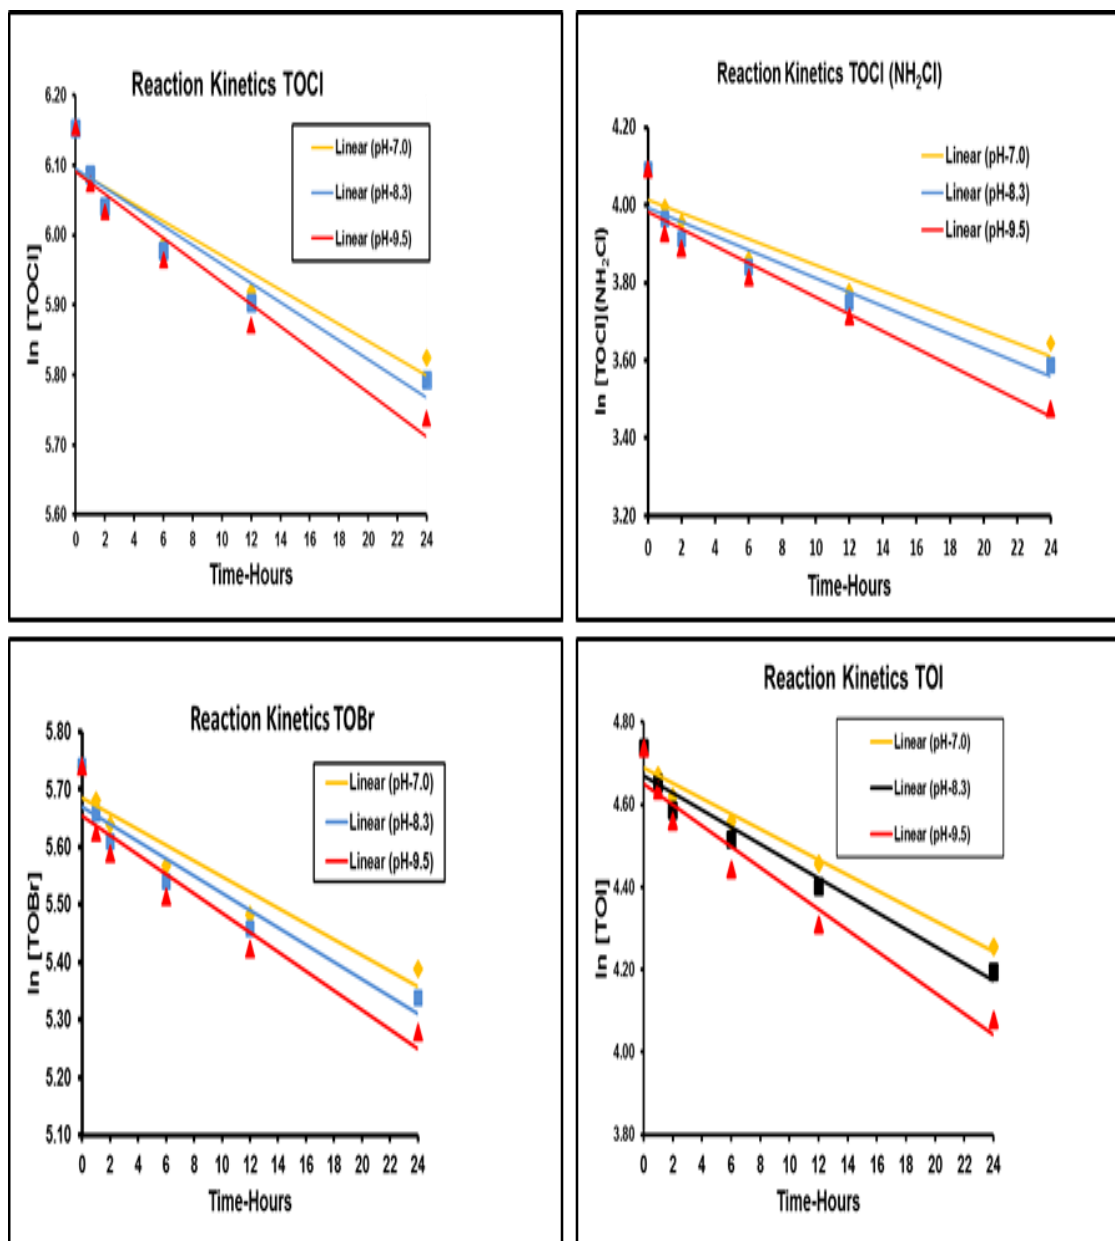 Reaction Kinetics TOCl
ln [TOCl]
6.20
6.10
6.00
5.90
5.80
5.70
5.60
Linear (pH-7.0)
Linear (pH-8.3)
Linear (pH-9.5)
0 2 4 6 8 10 12 14 16 18 20 22 24
Time-Hours
Reaction Kinetics TOCl (NH₂Cl)
ln [TOCl](NH₂Cl)
4.20
4.00
3.80
3.60
3.40
3.20
Linear (pH-7.0)
Linear (pH-8.3)
Linear (pH-9.5)
0 2 4 6 8 10 12 14 16 18 20 22 24
Time-Hours
Reaction Kinetics TOBr
ln [TOBr]
5.80
5.70
5.60
5.50
5.40
5.30
5.20
5.10
Linear (pH-7.0)
Linear (pH-8.3)
Linear (pH-9.5)
0 2 4 6 8 10 12 14 16 18 20 22 24
Time-Hours
Reaction Kinetics TOI
ln [TOI]
4.80
4.60
4.40
4.20
4.00
3.80
Linear (pH-7.0)
Linear (pH-8.3)
Linear (pH-9.5)
0 2 4 6 8 10 12 14 16 18 20 22 24
Time-Hours